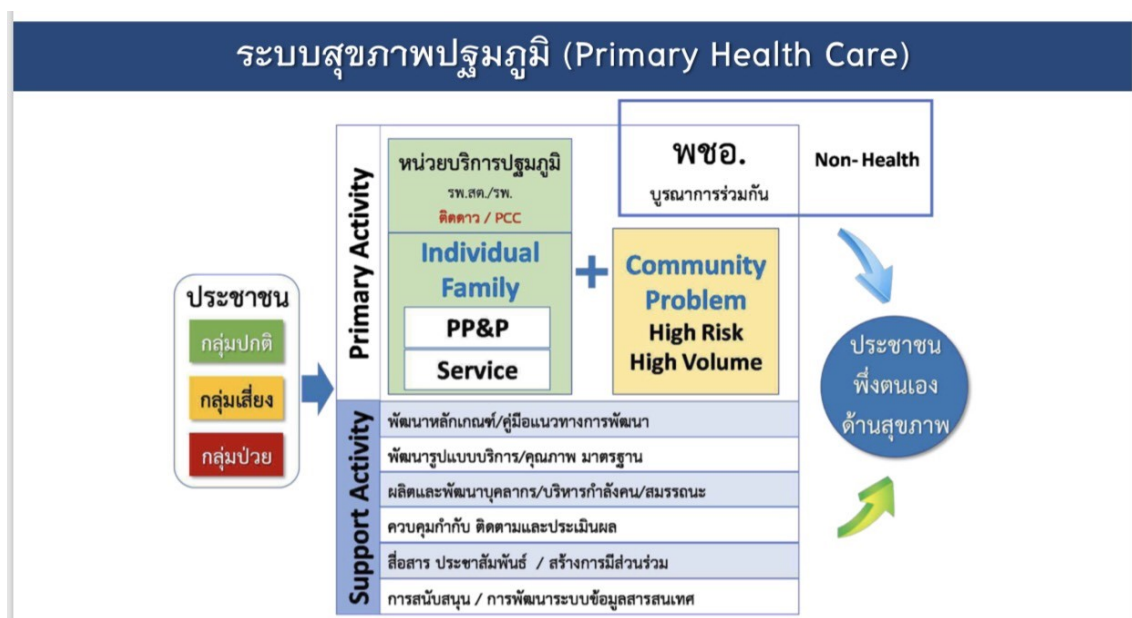 ระบบสุขภาพปฐมภูมิ (Primary Health Care)
ประชาชน
กลุ่มปกติ
กลุ่มเสี่ยง
กลุ่มป่วย
Primary Activity
หน่วยบริการปฐมภูมิ
รพ.สต./รพ.
ติดดาว / PCC
Individual
Family
PP&P
Service
+
พชอ.
บูรณาการร่วมกัน
Non- Health
Community
Problem
High Risk
High Volume
Support Activity
พัฒนาหลักเกณฑ์/คู่มือแนวทางการพัฒนา
พัฒนารูปแบบบริการ/คุณภาพ มาตรฐาน
ผลิตและพัฒนาบุคลากร/บริหารกำลังคน/สมรรถนะ
ควบคุมกำกับ ติดตามและประเมินผล
สื่อสาร ประชาสัมพันธ์ / สร้างการมีส่วนร่วม
การสนับสนุน / การพัฒนาระบบข้อมูลสารสนเทศ
ประชาชน
พึ่งตนเอง
ด้านสุขภาพ